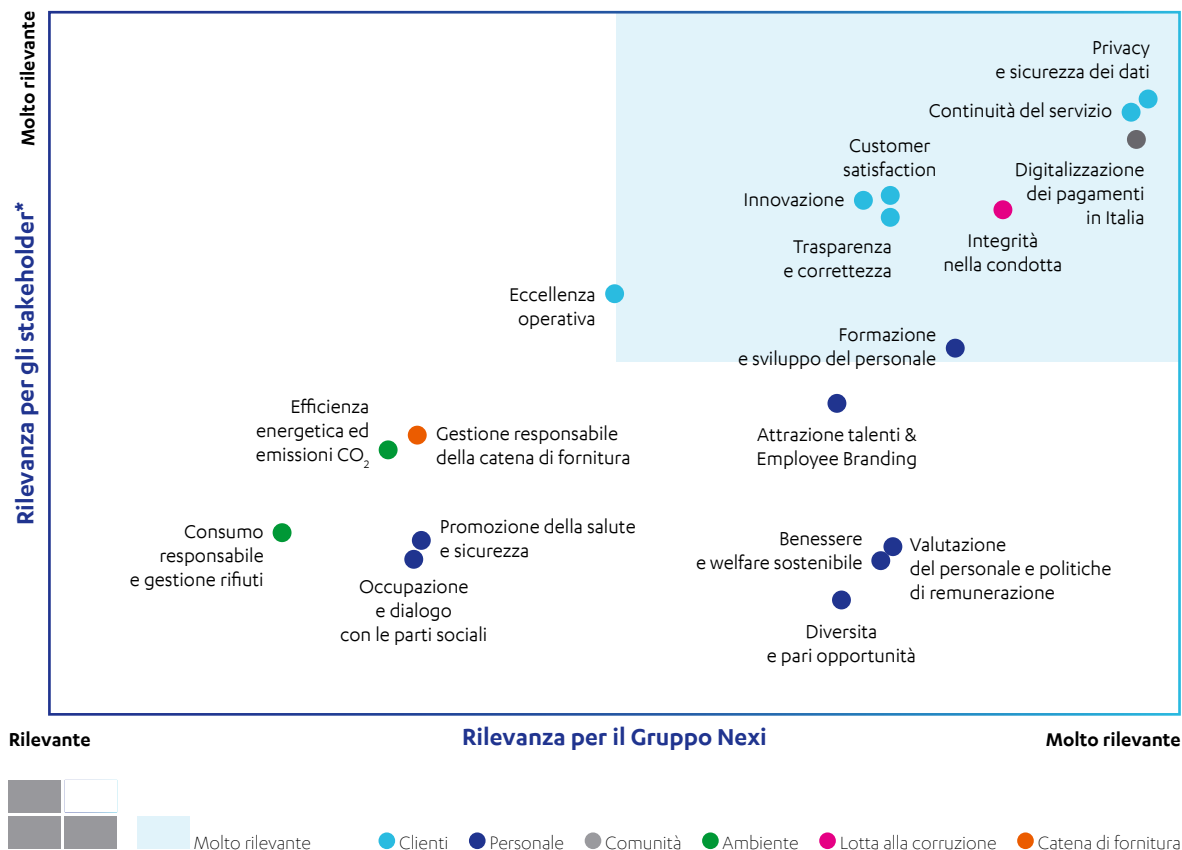 Molto rilevante
Rilevanza per gli stakeholder*
Privacy
e sicurezza dei dati
Continuità del servizio
Customer
satisfaction
Innovazione
Digitalizzazione
dei pagamenti
in Italia
Trasparenza
e correttezza
Integrità
nella condotta
Eccellenza
operativa
Formazione
e sviluppo del personale
Efficienza
energetica ed
emissioni CO₂
Gestione responsabile
della catena di fornitura
Attrazione talenti &
Employee Branding
Consumo
responsabile
e gestione rifiuti
Promozione della salute
e sicurezza
Occupazione
e dialogo
con le parti sociali
Benessere
e welfare sostenibile
Valutazione
del personale e politiche
di remunerazione
Diversita
e pari opportunità
Rilevante
Rilevanza per il Gruppo Nexi
Molto rilevante
Molto rilevante
Clienti
Personale
Comunità
Ambiente
Lotta alla corruzione
Catena di fornitura